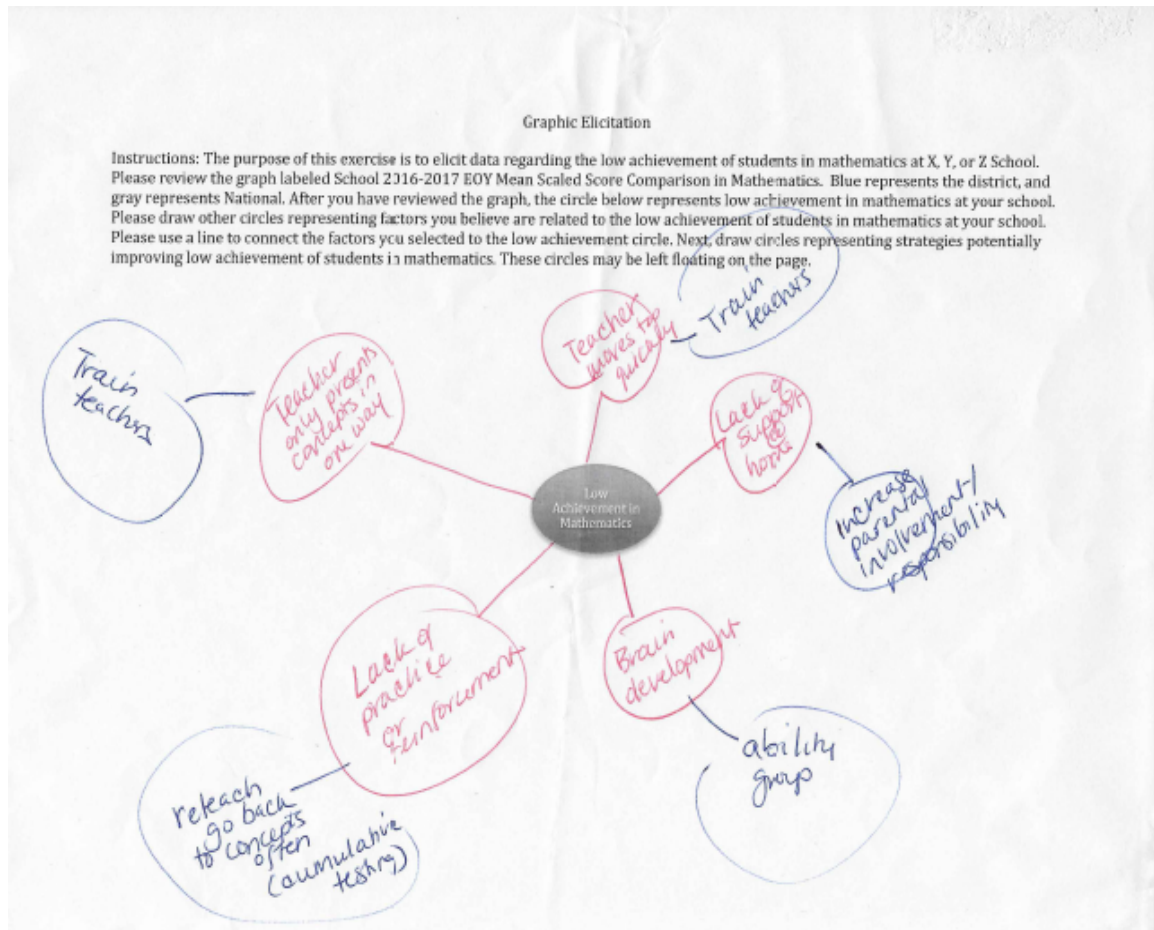 Graphic Elicitation
Instructions: The purpose of this exercise is to elicit data regarding the low achievement of students in mathematics at X, Y, or Z School.
Please review the graph labeled School 2016-2017 EOY Mean Scaled Score Comparison in Mathematics. Blue represents the district, and
gray represents National. After you have reviewed the graph, the circle below represents low achievement in mathematics at your school.
Please draw other circles representing factors you believe are related to the low achievement of students in mathematics at your school.
Please use a line to connect the factors you selected to the low achievement circle. Next, draw circles representing strategies potentially
improving low achievement of students in mathematics. These circles may be left floating on the page.
Train
teachers
Teacher
moves too
quickly
Train
teachers
Teacher
only presents
concepts in
one way
Lack of
support
@
home
Low
Achievement in
Mathematics
Increase
parental
involvement/
responsibility
Lack of
practice
or
reinforcement
Brain
development
ability
group
reteach
go back
to concepts
often
(cumulative
testing)